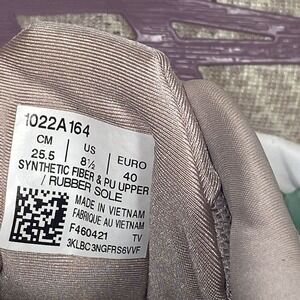 1022A164
CM US EURO
25.5 8½ 40
SYNTHETIC FIBER & PU UPPER
/ RUBBER SOLE
MADE IN VIETNAM
FABRIQUE AU VIETNAM
F460421 TV
3KLBC3NGFRS6VVF